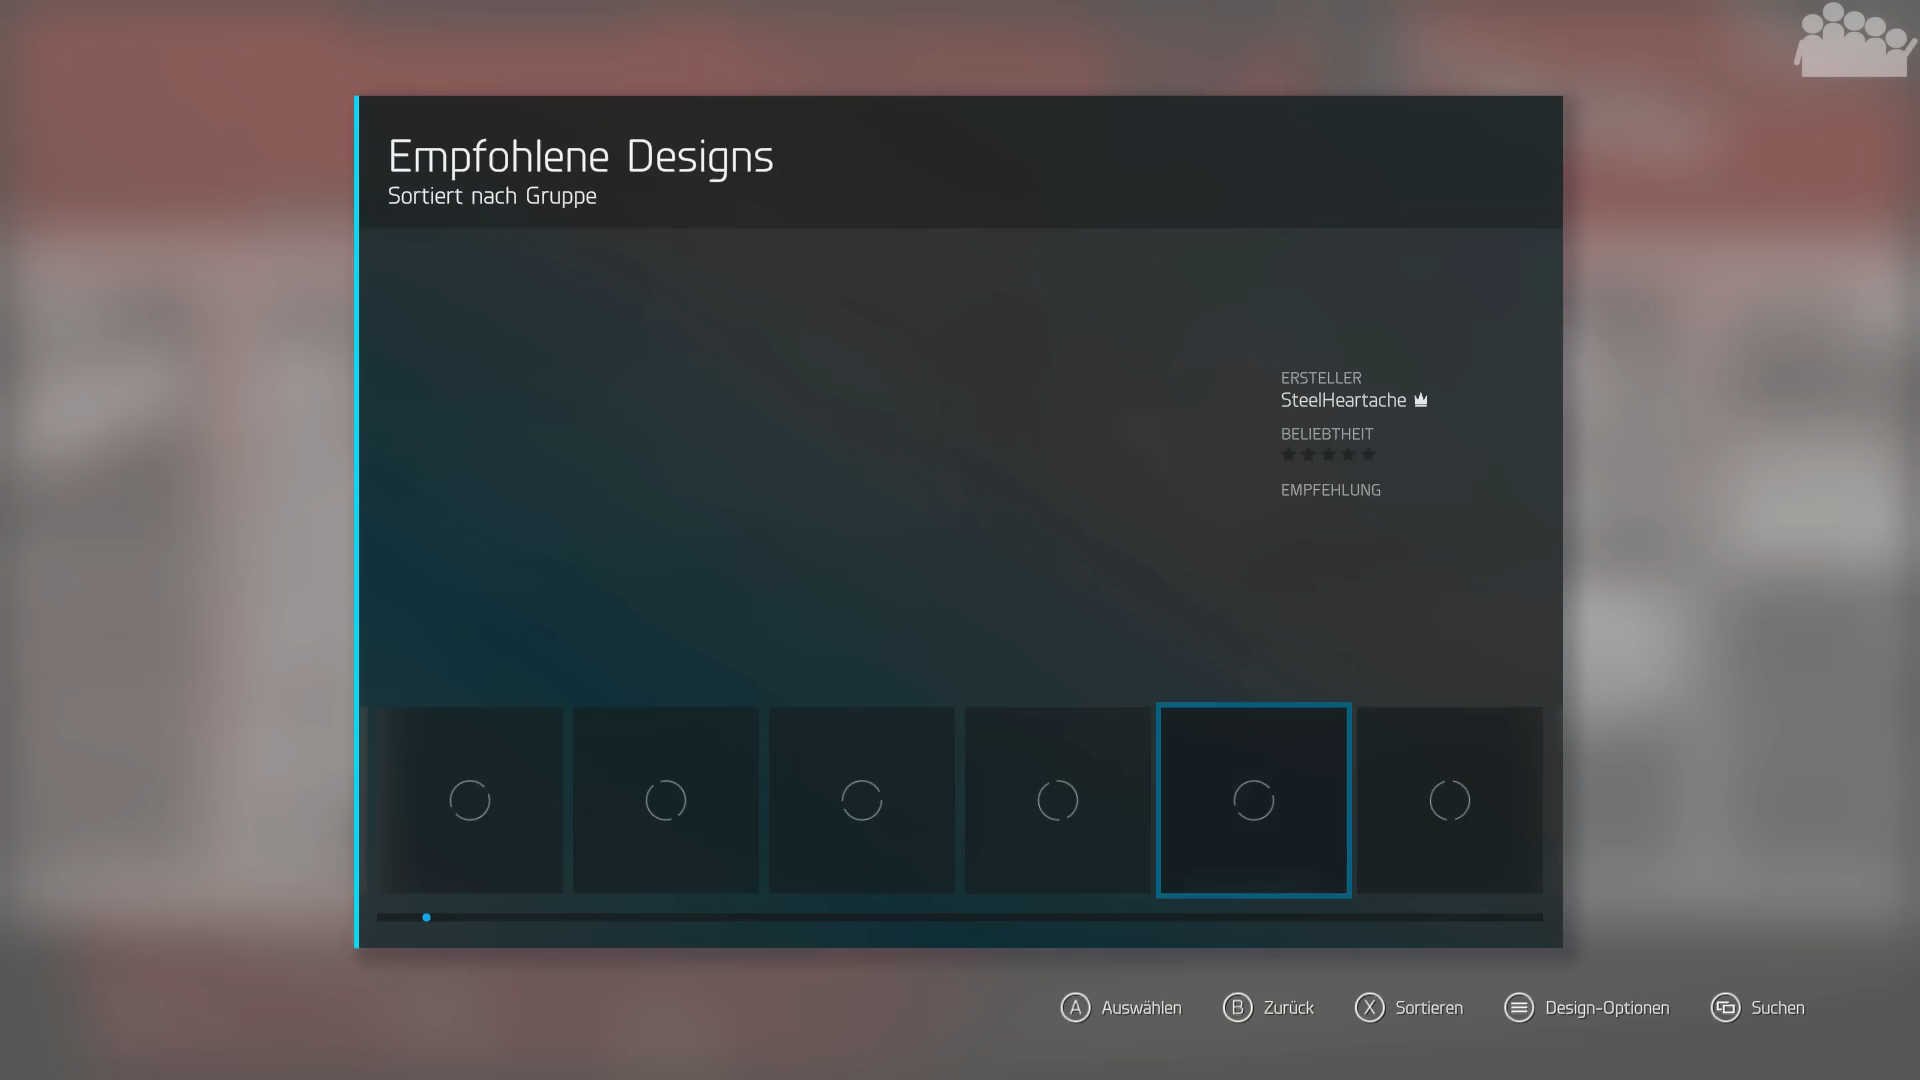 Empfohlene Designs
Sortiert nach Gruppe
ERSTELLER
SteelHeartache
BELIEBTHEIT
EMPFEHLUNG
A Auswählen
B Zurück
X Sortieren
Design-Optionen
Suchen